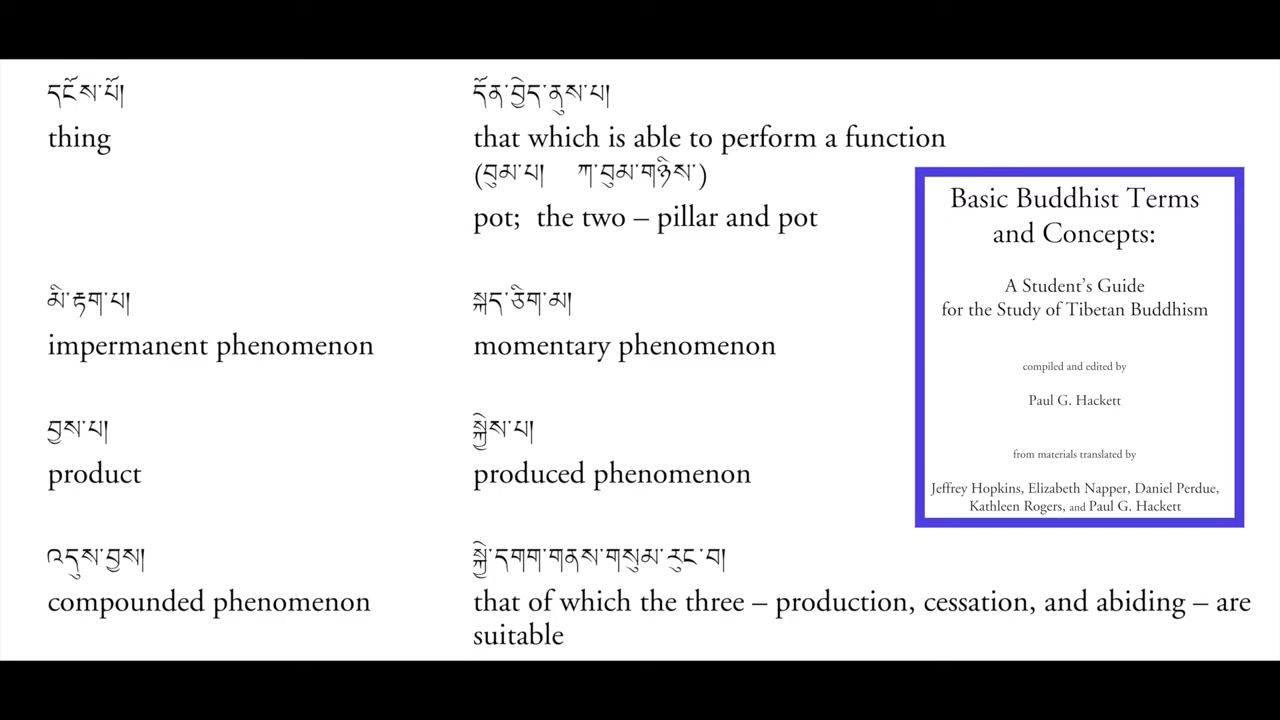 དངོས་པོ།
thing
དོན་བྱེད་ནུས་པ།
that which is able to perform a function
(བུམ་པ།   ཀ་བུམ་གཉིས་)
pot;  the two – pillar and pot
མི་རྟག་པ།
impermanent phenomenon
སྐད་ཅིག་མ།
momentary phenomenon
བྱས་པ།
product
སྐྱེས་པ།
produced phenomenon
འདུས་བྱས།
compounded phenomenon
སྐྱེ་དགག་གནས་གསུམ་རུང་བ།
that of which the three – production, cessation, and abiding – are
suitable
Basic Buddhist Terms
and Concepts:
A Student’s Guide
for the Study of Tibetan Buddhism
compiled and edited by
Paul G. Hackett
from materials translated by
Jeffrey Hopkins, Elizabeth Napper, Daniel Perdue,
Kathleen Rogers, and Paul G. Hackett